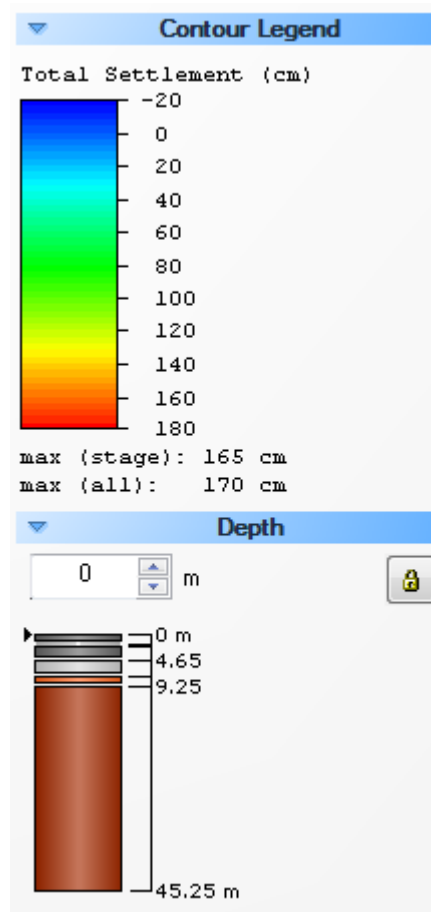 Contour Legend
Total Settlement (cm)
-20
0
20
40
60
80
100
120
140
160
180
max (stage): 165 cm
max (all): 170 cm
Depth
0 m
0 m
4.65
9.25
45.25 m